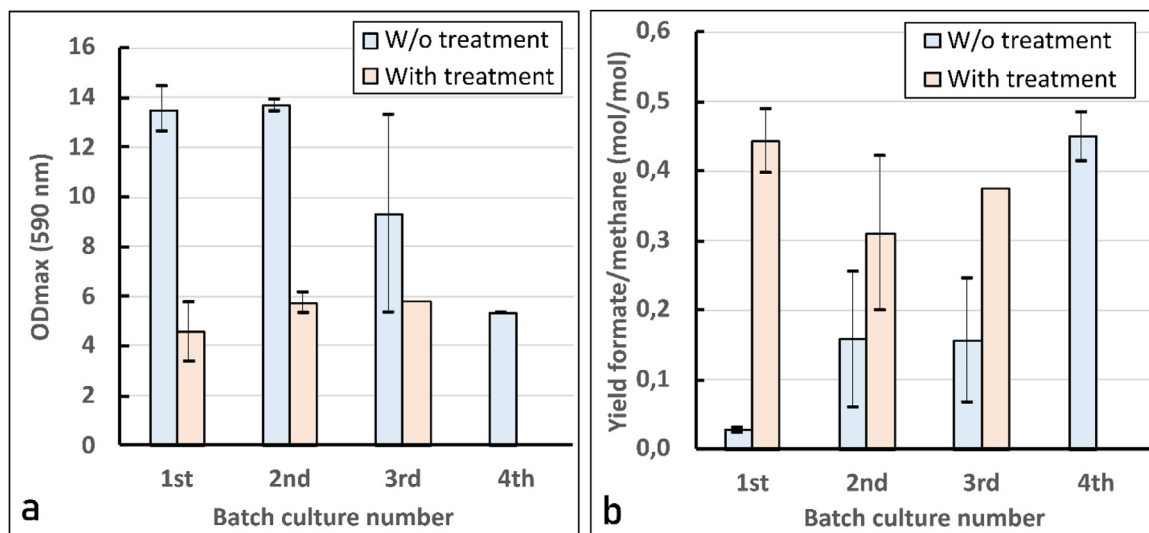 16
14
12
10
8
6
4
2
0
ODmax (590 nm)
W/o treatment
With treatment
1st 2nd 3rd 4th
Batch culture number
a
0,6
0,5
0,4
0,3
0,2
0,1
0,0
Yield formate/methane (mol/mol)
W/o treatment
With treatment
1st 2nd 3rd 4th
Batch culture number
b